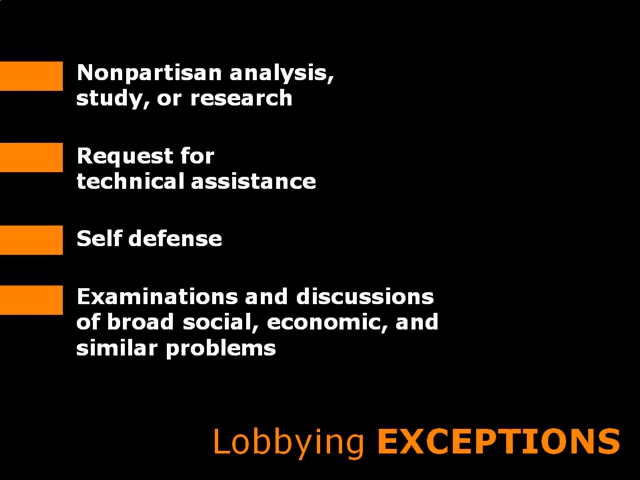 Nonpartisan analysis,
study, or research
Request for
technical assistance
Self defense
Examinations and discussions
of broad social, economic, and
similar problems
Lobbying EXCEPTIONS